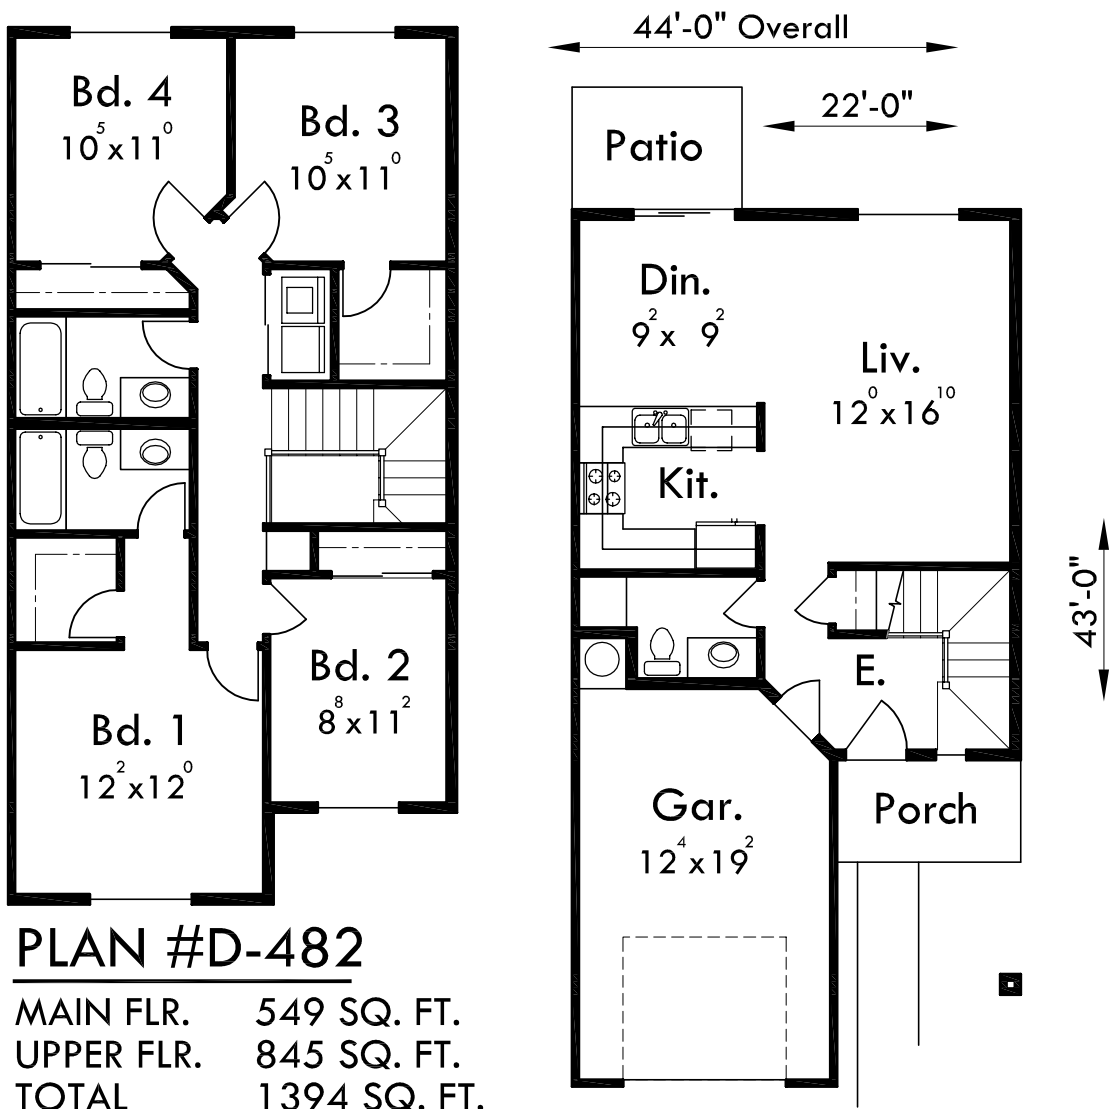 44'-0" Overall
22'-0"
Bd. 4
10⁵x11⁰
Bd. 3
10⁵x11⁰
Patio
Din.
9²x 9²
Liv.
12⁰x16¹⁰
Kit.
43'-0"
Bd. 2
8⁸x11²
E.
Bd. 1
12²x12⁰
Gar.
12⁴x19²
Porch
PLAN #D-482
MAIN FLR. 549 SQ. FT.
UPPER FLR. 845 SQ. FT.
TOTAL 1394 SQ. FT.